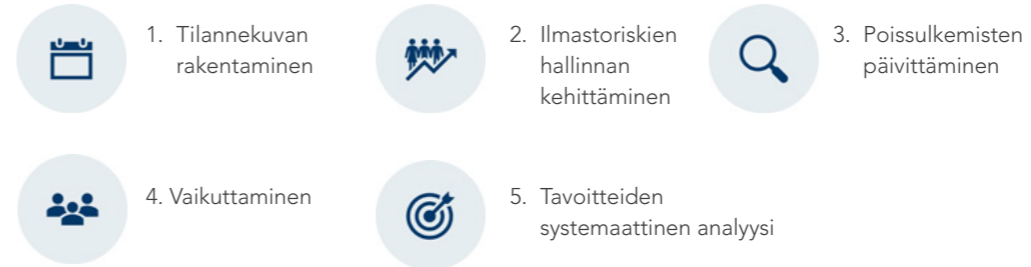 1. Tilannekuvan
rakentaminen
2. Ilmastoriskien
hallinnan
kehittäminen
3. Poissulkemisten
päivittäminen
4. Vaikuttaminen
5. Tavoitteiden
systemaattinen analyysi